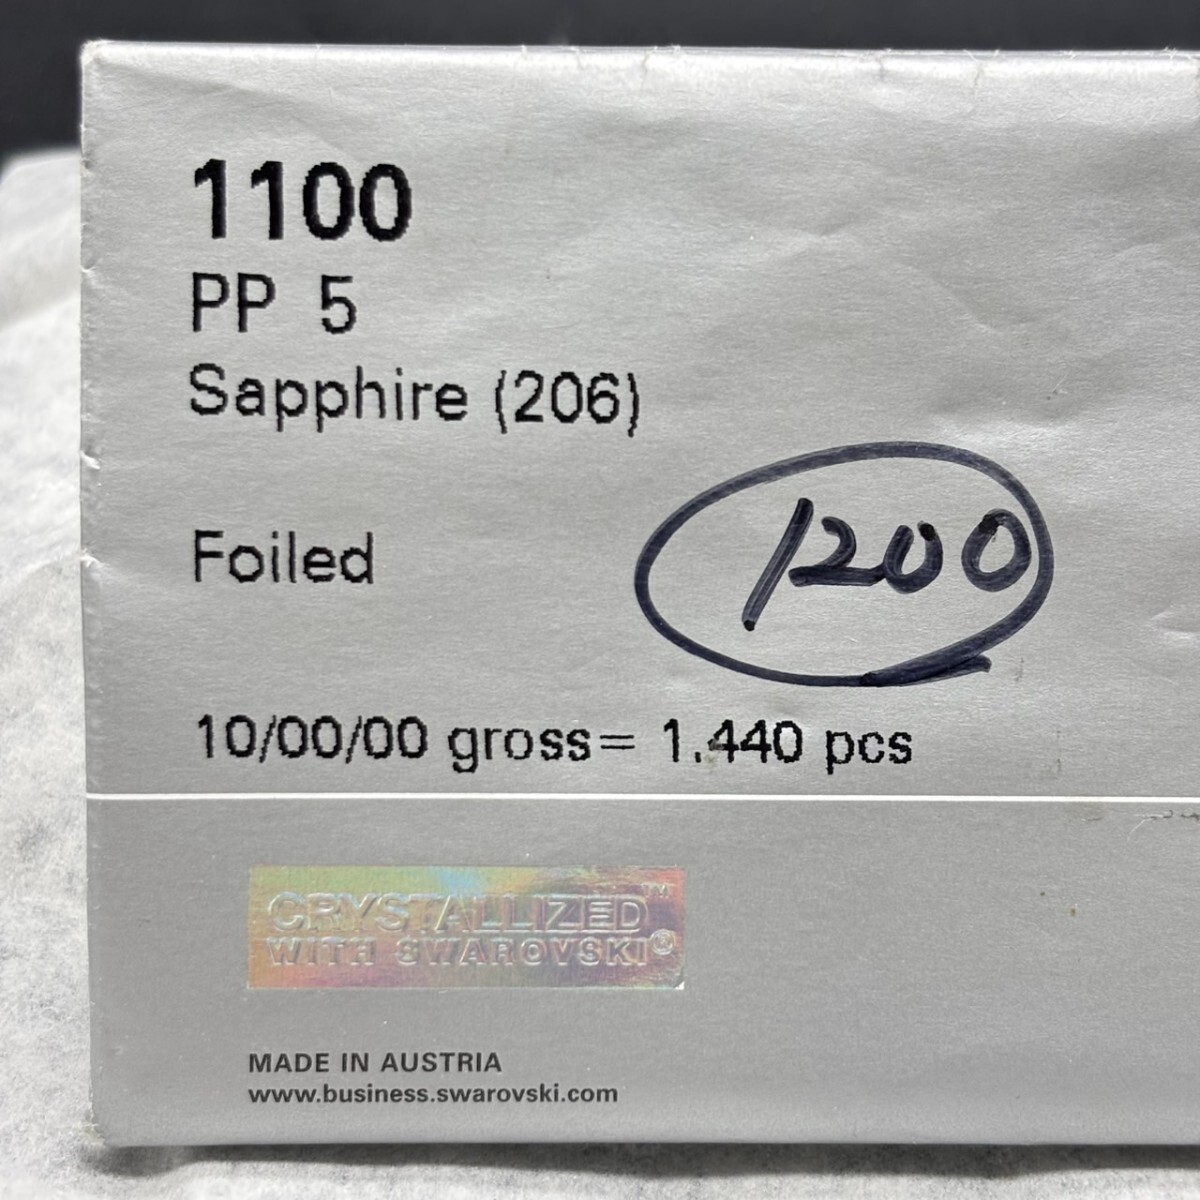 1100
PP 5
Sapphire (206)
Foiled
1200
10/00/00 gross= 1.440 pcs
CRYSTALLIZED™
WITH SWAROVSKI®
MADE IN AUSTRIA
www.business.swarovski.com